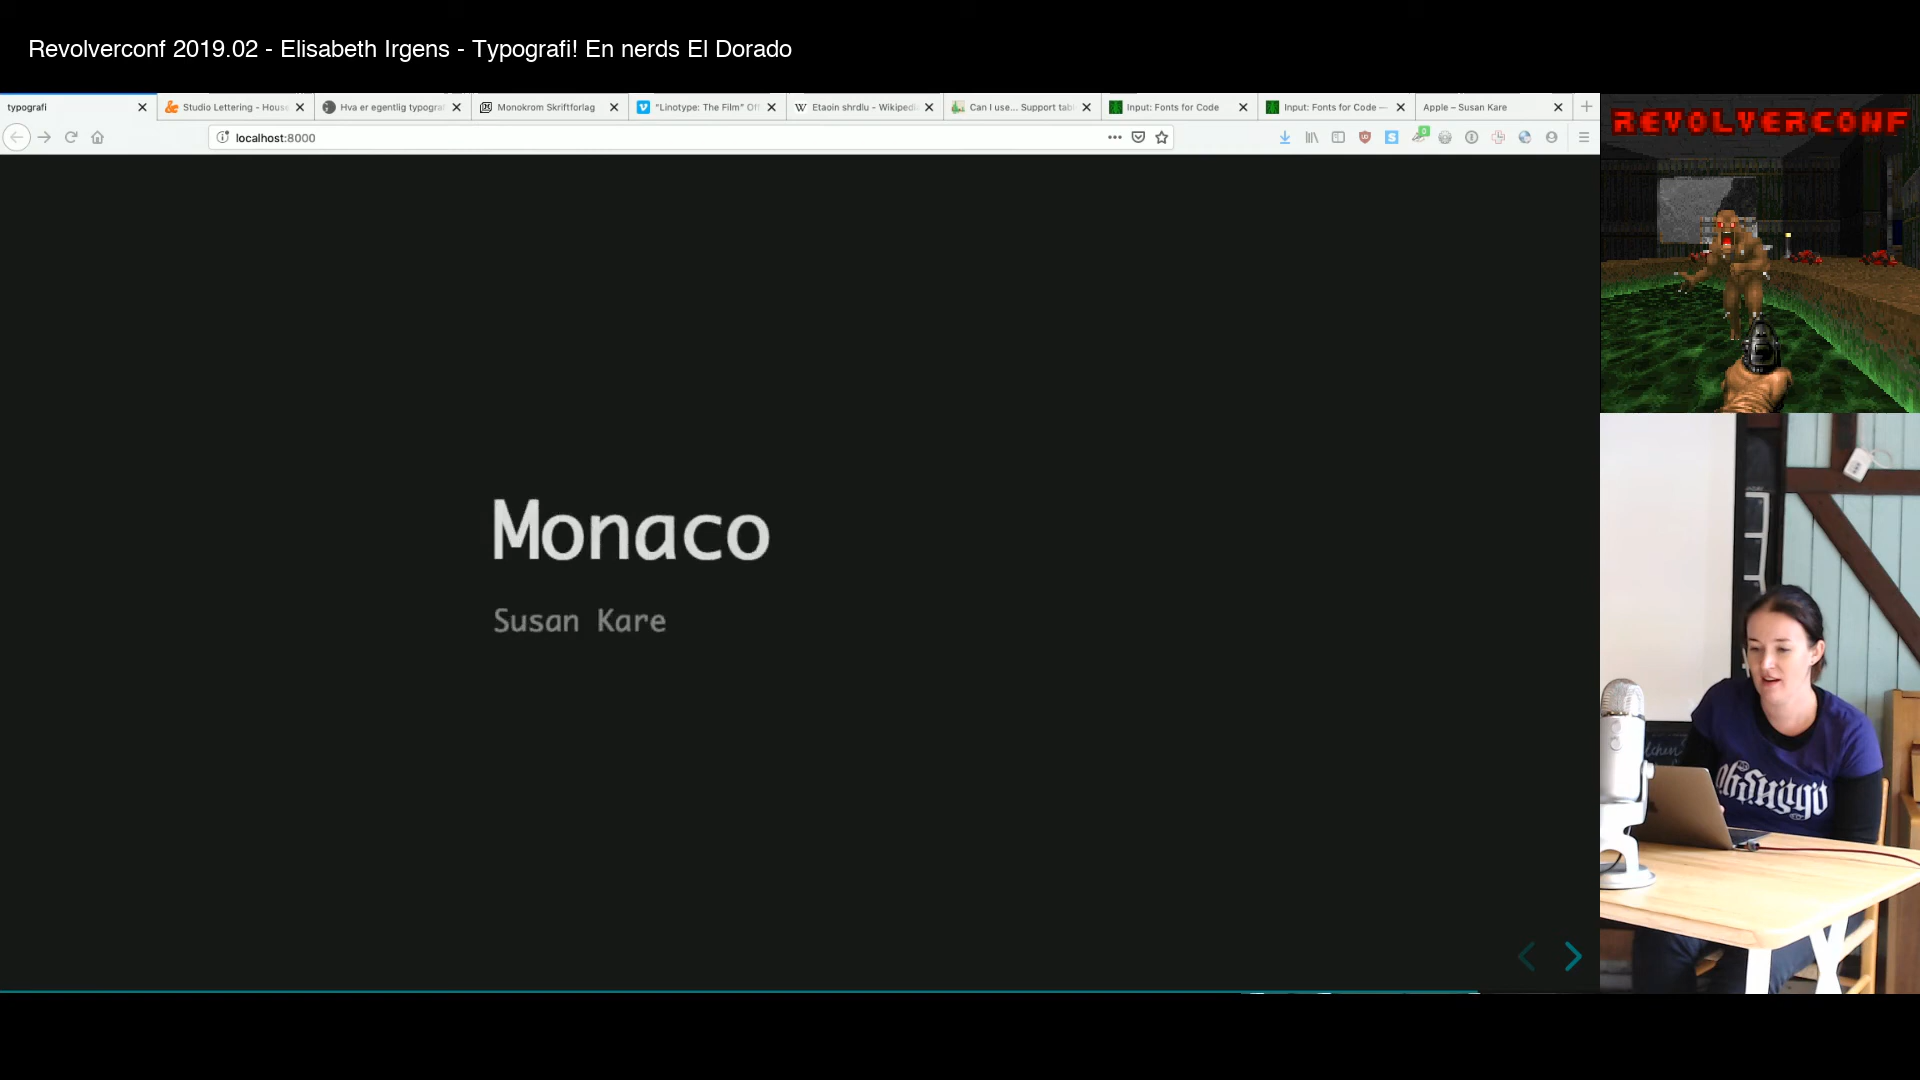 Revolverconf 2019.02 - Elisabeth Irgens - Typografi! En nerds El Dorado
typografi
Studio Lettering - House
Hva er egentlig typograf
Monokrom Skriftforlag
"Linotype: The Film" Of
Etaoin shrdlu - Wikiped
Can I use... Support tab
Input: Fonts for Code
Input: Fonts for Code —
Apple – Susan Kare
localhost:8000
REVOLVERCONF
Monaco
Susan Kare
ohshitgit